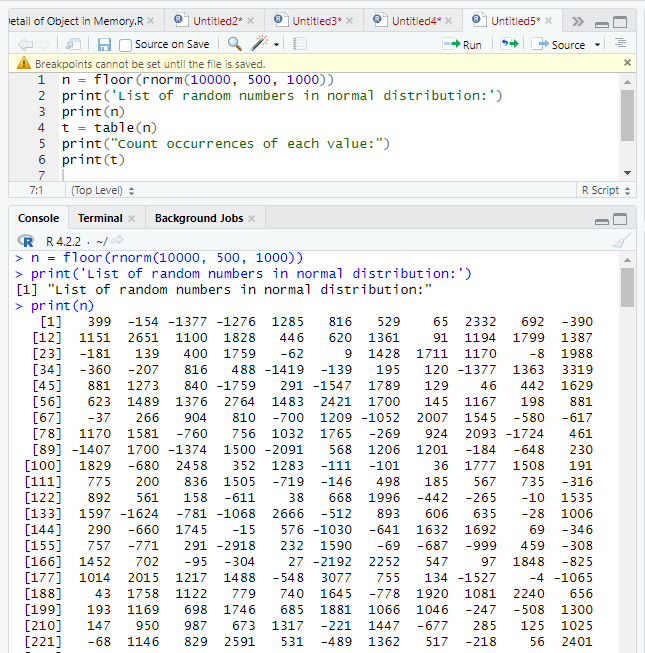 Detail of Object in Memory.R × Untitled2* × Untitled3* × Untitled4* × Untitled5* ×
Source on Save Run Source
Breakpoints cannot be set until the file is saved.
1 n = floor(rnorm(10000, 500, 1000))
2 print('List of random numbers in normal distribution:')
3 print(n)
4 t = table(n)
5 print("Count occurrences of each value:")
6 print(t)
7
7:1 (Top Level) R Script
Console Terminal × Background Jobs ×
R 4.2.2 · ~/
> n = floor(rnorm(10000, 500, 1000))
> print('List of random numbers in normal distribution:')
[1] "List of random numbers in normal distribution:"
> print(n)
[1] 399 -154 -1377 -1276 1285 816 529 65 2332 692 -390
[12] 1151 2651 1100 1828 446 620 1361 91 1194 1799 1387
[23] -181 139 400 1759 -62 9 1428 1711 1170 -8 1988
[34] -360 -207 816 488 -1419 -139 195 120 -1377 1363 3319
[45] 881 1273 840 -1759 291 -1547 1789 129 46 442 1629
[56] 623 1489 1376 2764 1483 2421 1700 145 1167 198 881
[67] -37 266 904 810 -700 1209 -1052 2007 1545 -580 -617
[78] 1170 1581 -760 756 1032 1765 -269 924 2093 -1724 461
[89] -1407 1700 -1374 1500 -2091 568 1206 1201 -184 -648 230
[100] 1829 -680 2458 352 1283 -111 -101 36 1777 1508 191
[111] 775 200 836 1505 -719 -146 498 185 567 735 -316
[122] 892 561 158 -611 38 668 1996 -442 -265 -10 1535
[133] 1597 -1624 -781 -1068 2666 -512 893 606 635 -28 1006
[144] 290 -660 1745 -15 576 -1030 -641 1632 1692 69 -346
[155] 757 -771 291 -2918 232 1590 -69 -687 -999 459 -308
[166] 1452 702 -95 -304 27 -2192 2252 547 97 1848 -825
[177] 1014 2015 1217 1488 -548 3077 755 134 -1527 -4 -1065
[188] 43 1758 1122 779 740 1645 -778 1920 1081 2240 656
[199] 193 1169 698 1746 685 1881 1066 1046 -247 -508 1300
[210] 147 950 987 673 1317 -221 1447 -677 285 125 1025
[221] -68 1146 829 2591 531 -489 1362 517 -218 56 2401